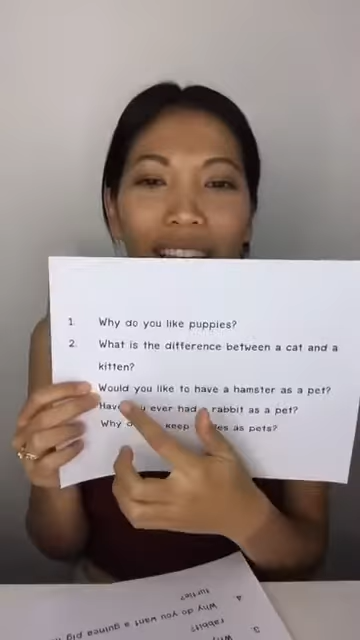 1. Why do you like puppies?
2. What is the difference between a cat and a
kitten?
Would you like to have a hamster as a pet?
Have you ever had a rabbit as a pet?
Why keep as pets?
3.
rabbit?
4. Why do you want a guinea pig
turtle?